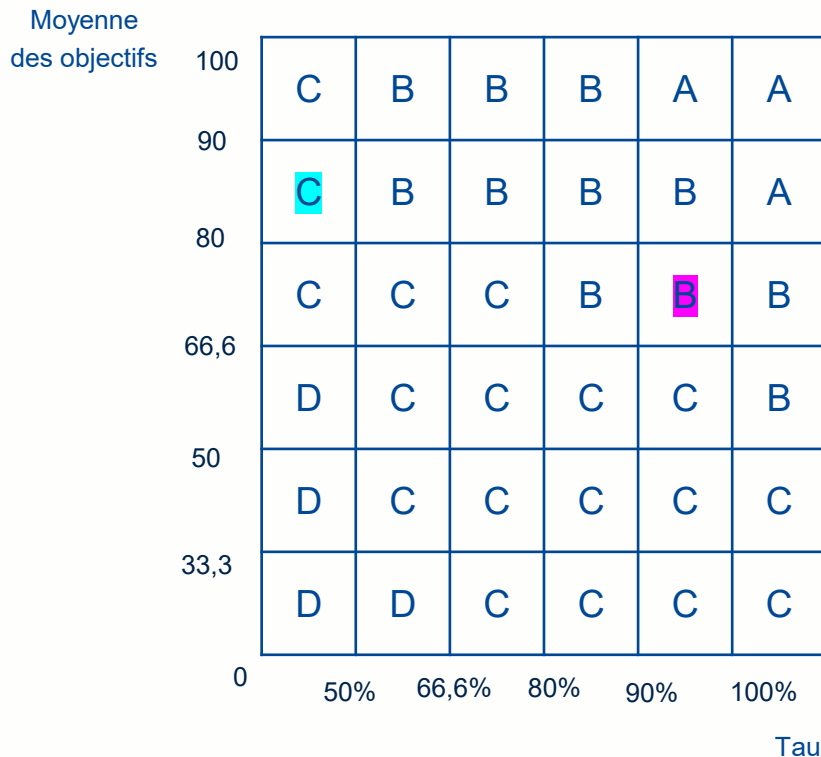 Moyenne
des objectifs
100
C B B B A A
90
C B B B B A
80
C C C B B B
66,6
D C C C C B
50
D C C C C C
33,3
D D C C C C
0
50% 66,6% 80% 90% 100%
Tau